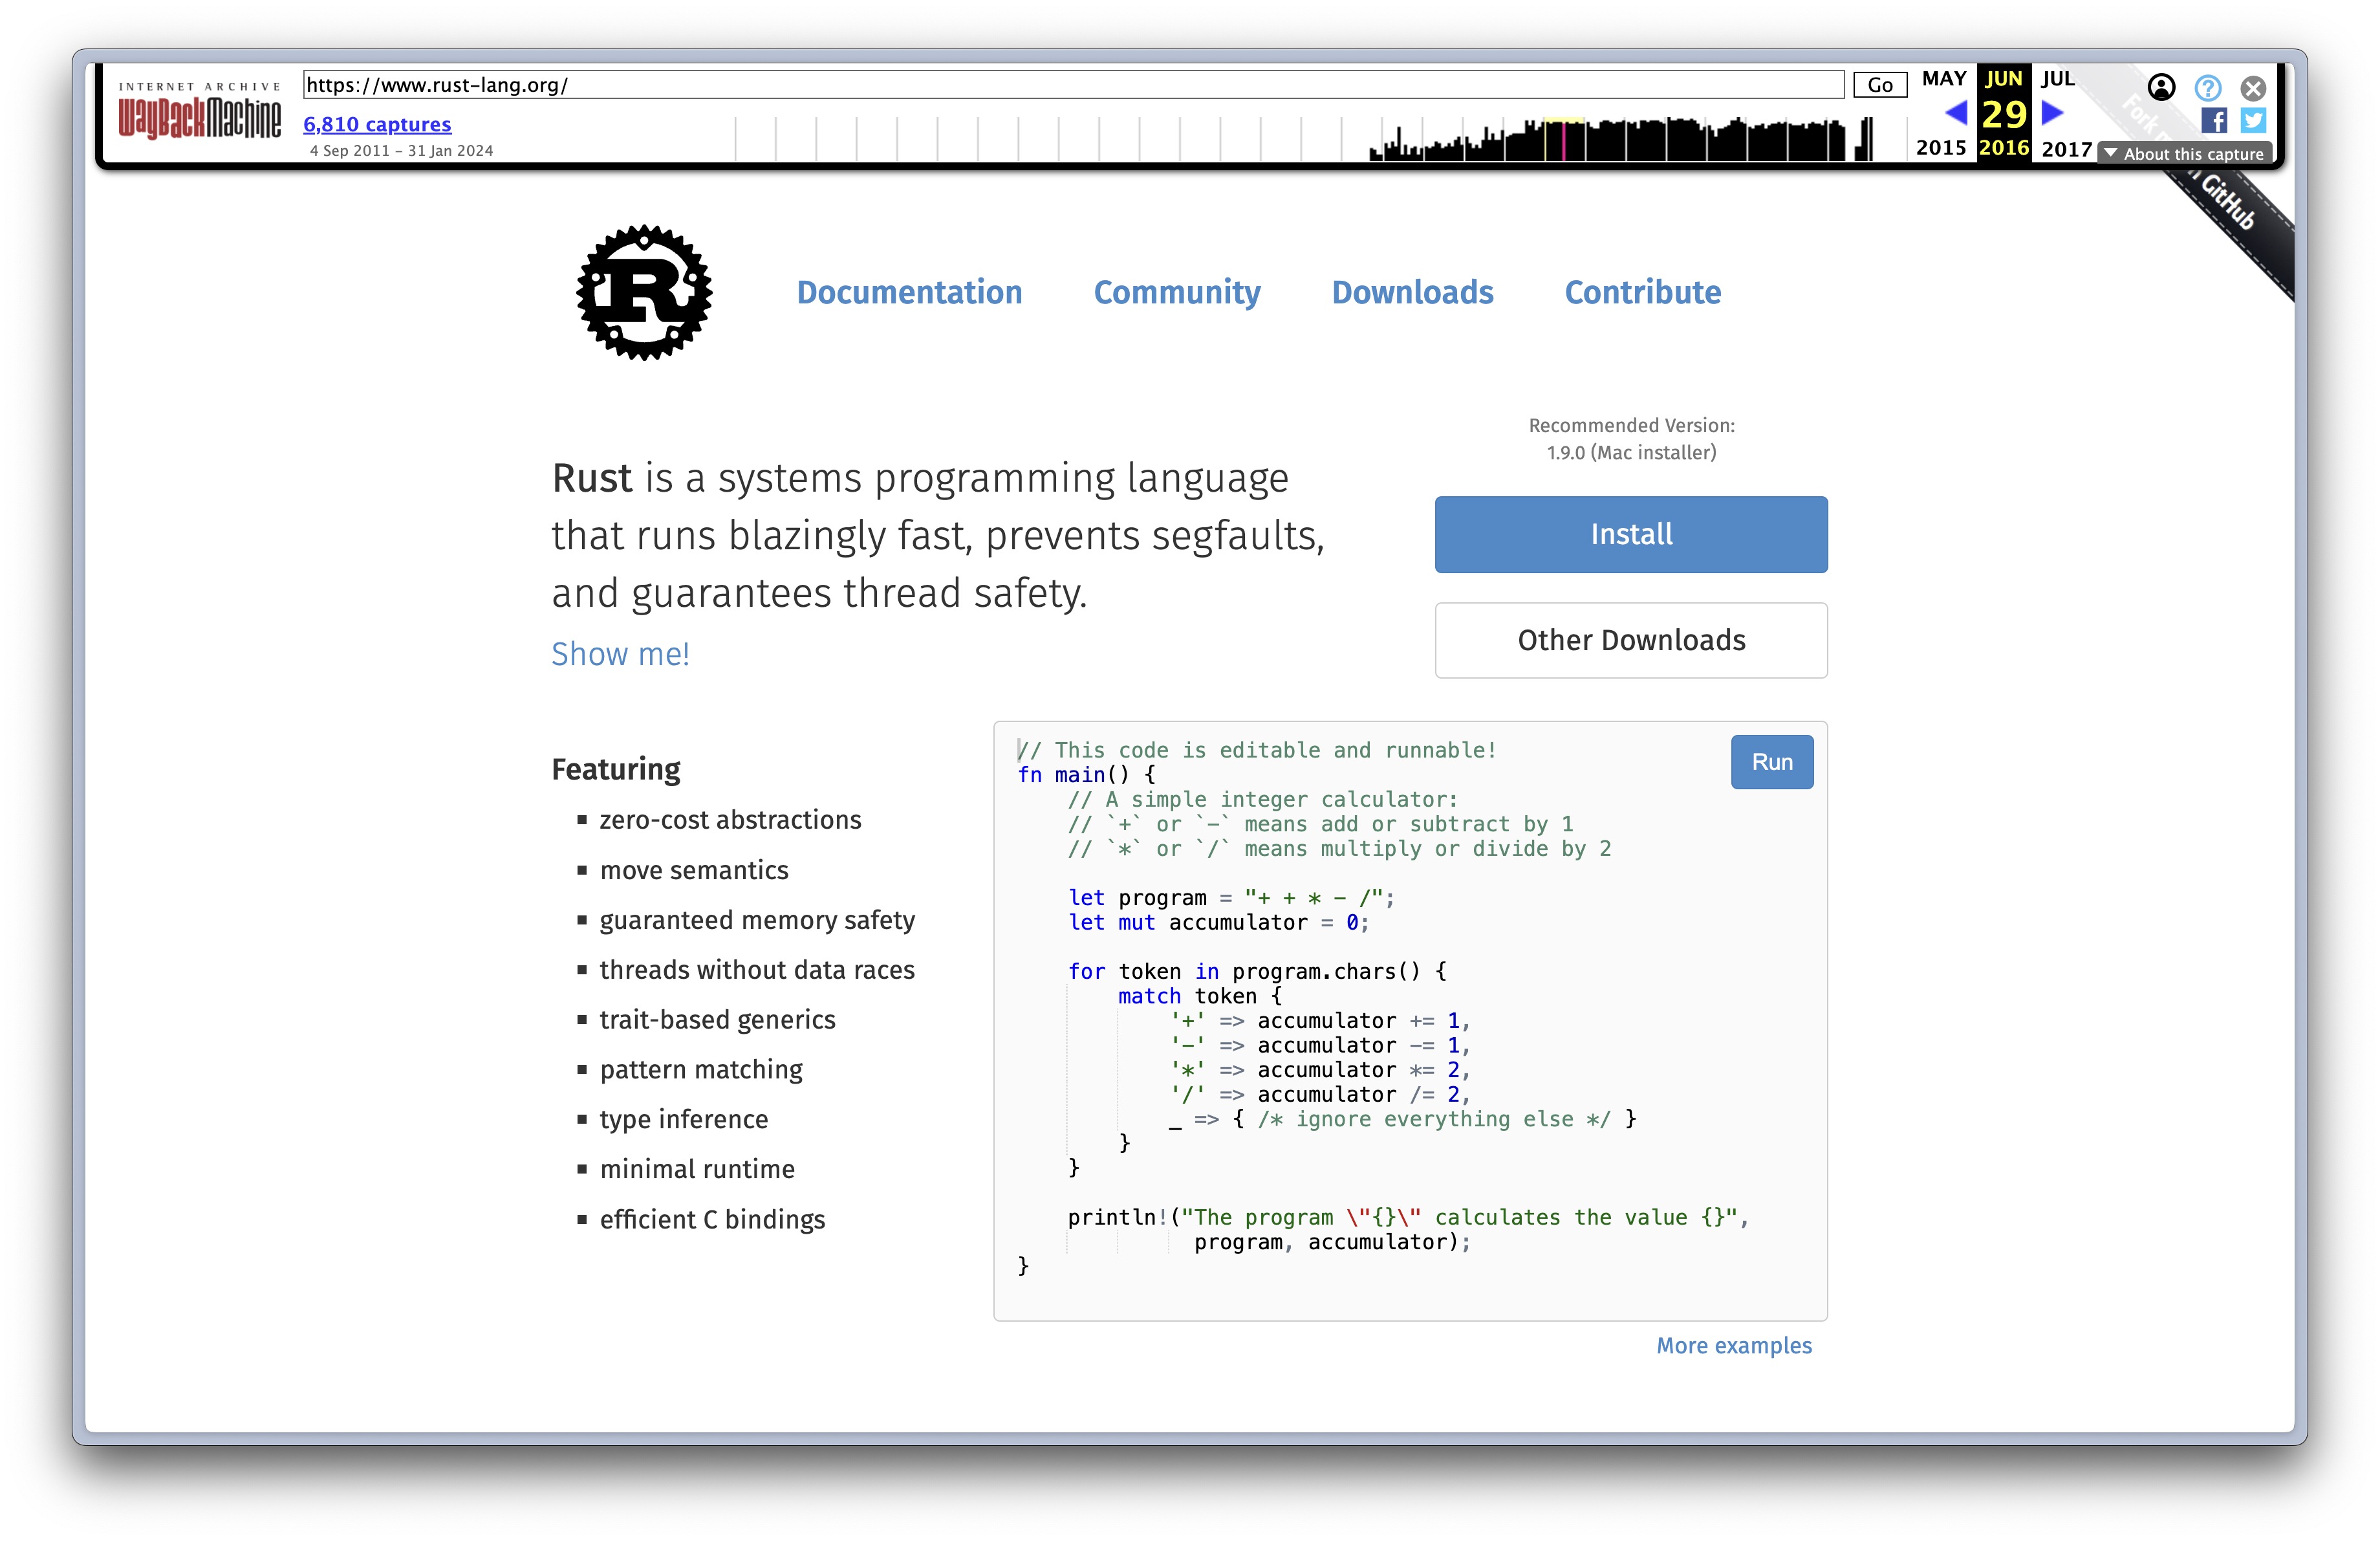 INTERNET ARCHIVE
WayBackMachine
https://www.rust-lang.org/
Go
6,810 captures
4 Sep 2011 – 31 Jan 2024
MAY JUN JUL
29
2015 2016 2017
About this capture
Fork m
n GitHub
R
Documentation Community Downloads Contribute
Rust is a systems programming language
that runs blazingly fast, prevents segfaults,
and guarantees thread safety.
Show me!
Recommended Version:
1.9.0 (Mac installer)
Install
Other Downloads
Featuring
zero-cost abstractions
move semantics
guaranteed memory safety
threads without data races
trait-based generics
pattern matching
type inference
minimal runtime
efficient C bindings
Run
// This code is editable and runnable!
fn main() {
    // A simple integer calculator:
    // `+` or `-` means add or subtract by 1
    // `*` or `/` means multiply or divide by 2
    let program = "+ + * - /";
    let mut accumulator = 0;
    for token in program.chars() {
        match token {
            '+' => accumulator += 1,
            '-' => accumulator -= 1,
            '*' => accumulator *= 2,
            '/' => accumulator /= 2,
            _ => { /* ignore everything else */ }
        }
    }
    println!("The program \"{}\" calculates the value {}",
              program, accumulator);
}
More examples